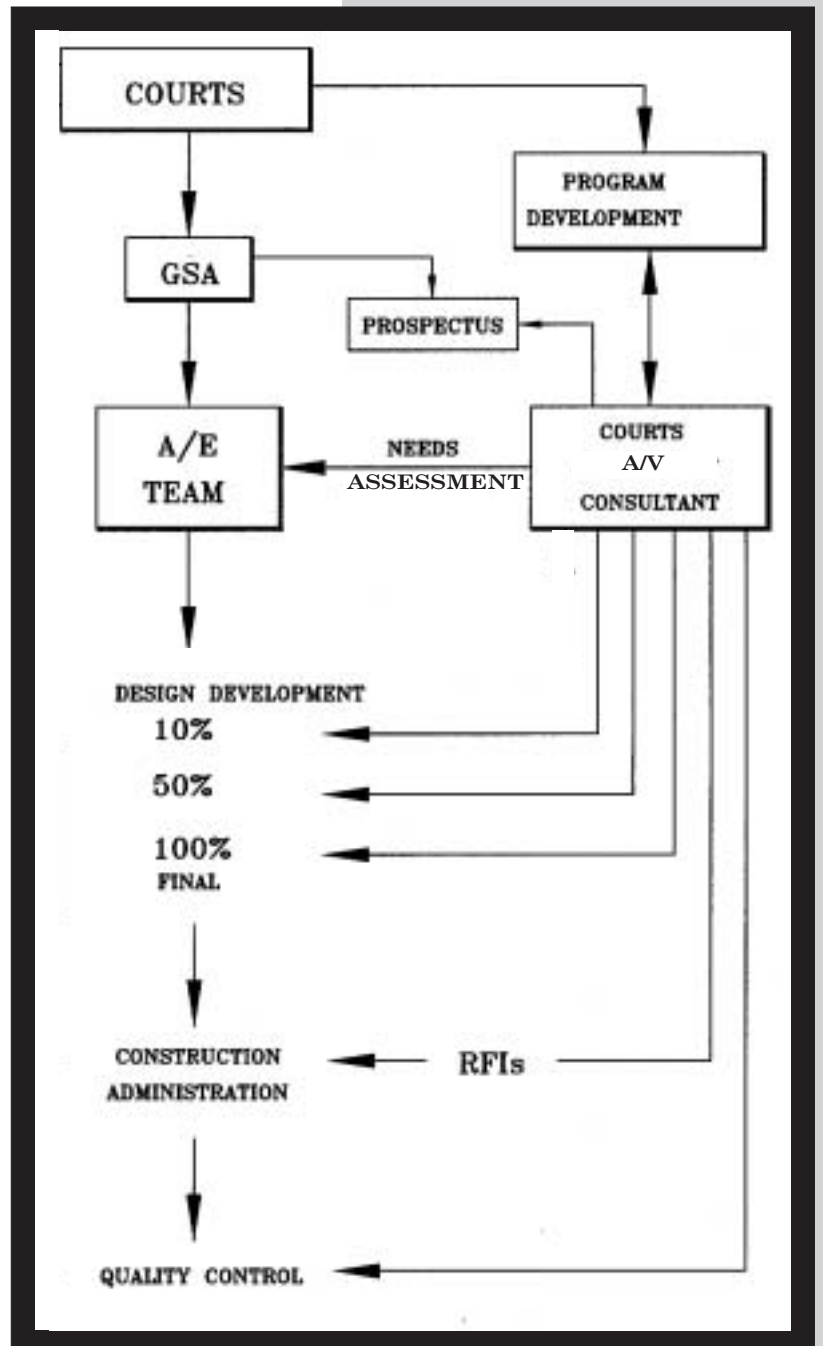 COURTS
PROGRAM
DEVELOPMENT
GSA
PROSPECTUS
A/E
TEAM
NEEDS
ASSESSMENT
COURTS
A/V
CONSULTANT
DESIGN DEVELOPMENT
10%
50%
100%
FINAL
CONSTRUCTION
ADMINISTRATION
RFIs
QUALITY CONTROL